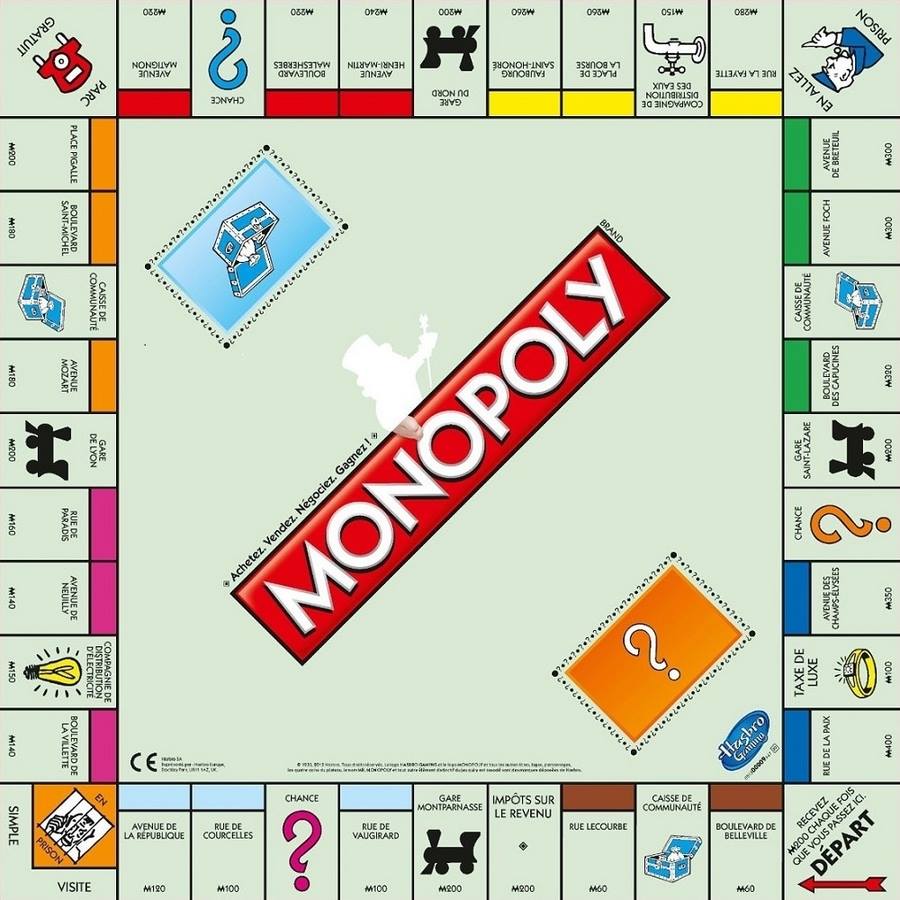 GRATUIT
PARC
₩220
AVENUE
MATIGNON
CHANCE
₩220
BOULEVARD
MALESHERBES
₩240
AVENUE
HENRI-MARTIN
₩200
GARE
DU NORD
₩260
FAUBOURG
SAINT-HONORÉ
₩260
PLACE DE
LA BOURSE
₩150
COMPAGNIE DE
DISTRIBUTION
DES EAUX
₩280
RUE LA FAYETTE
EN ALLEZ
PRISON
PLACE PIGALLE
₩200
BOULEVARD
SAINT-MICHEL
₩180
CAISSE DE
COMMUNAUTÉ
AVENUE
MOZART
₩180
GARE
DE LYON
₩200
RUE DE
PARADIS
₩160
AVENUE DE
NEUILLY
₩140
COMPAGNIE DE
DISTRIBUTION
D'ÉLECTRICITÉ
₩150
BOULEVARD DE
LA VILLETTE
₩140
BRAND
MONOPOLY
Achetez. Vendez. Négociez. Gagnez !
?
Hasbro
Gaming
CE
Hasbro SA
AVENUE
DE BRETEUIL
₩300
AVENUE FOCH
₩300
CAISSE DE
COMMUNAUTÉ
BOULEVARD
DES CAPUCINES
₩320
GARE
SAINT-LAZARE
₩200
CHANCE
AVENUE DES
CHAMPS-ÉLYSÉES
₩350
TAXE DE
LUXE
₩100
RUE DE LA PAIX
₩400
SIMPLE
VISITE
EN
PRISON
AVENUE DE
LA RÉPUBLIQUE
₩120
RUE DE
COURCELLES
₩100
CHANCE
RUE DE
VAUGIRARD
₩100
GARE
MONTPARNASSE
₩200
IMPÔTS SUR
LE REVENU
₩200
RUE LECOURBE
₩60
CAISSE DE
COMMUNAUTÉ
BOULEVARD DE
BELLEVILLE
₩60
RECEVEZ
₩200 CHAQUE FOIS
QUE VOUS PASSEZ ICI.
DÉPART